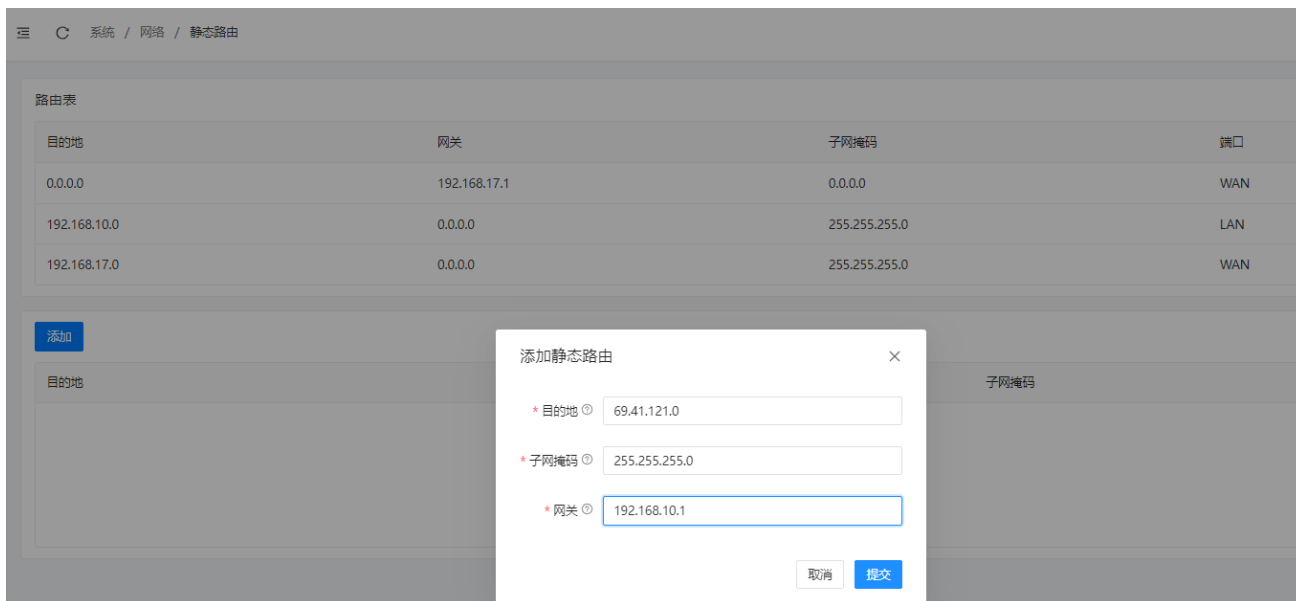 系统 / 网络 / 静态路由
路由表
目的地 网关 子网掩码 端口
0.0.0.0 192.168.17.1 0.0.0.0 WAN
192.168.10.0 0.0.0.0 255.255.255.0 LAN
192.168.17.0 0.0.0.0 255.255.255.0 WAN
添加
目的地 子网掩码
添加静态路由
* 目的地 69.41.121.0
* 子网掩码 255.255.255.0
* 网关 192.168.10.1
取消 提交